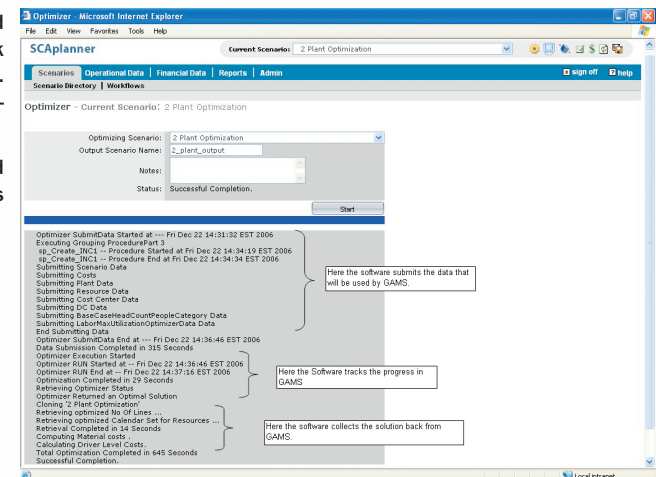 Optimizer - Microsoft Internet Explorer
File Edit View Favorites Tools Help
SCAplanner
Current Scenario: 2 Plant Optimization
Scenarios Operational Data | Financial Data | Reports | Admin
sign off ? help
Scenario Directory | Workflows
Optimizer - Current Scenario: 2 Plant Optimization
Optimizing Scenario: 2 Plant Optimization
Output Scenario Name: 2_plant_output
Notes:
Status: Successful Completion.
Start
Optimizer SubmitData Started at --- Fri Dec 22 14:31:32 EST 2006
Executing Grouping ProcedurePart 3
sp_Create_INC1 -- Procedure Started at Fri Dec 22 14:34:19 EST 2006
sp_Create_INC1 -- Procedure End at Fri Dec 22 14:34:34 EST 2006
Submitting Scenario Data
Submitting Costs
Submitting Plant Data
Submitting Resource Data
Submitting Cost Center Data
Submitting DC Data
Submitting BaseCaseHeadCountPeopleCategory Data
Submitting LaborMaxUtilizationOptimizerData Data
End Submitting Data
Optimizer SubmitData End at --- Fri Dec 22 14:36:46 EST 2006
Data Submission Completed in 315 Seconds
Here the software submits the data that
will be used by GAMS.
Optimizer Execution Started
Optimizer RUN Started at -- Fri Dec 22 14:36:46 EST 2006
Optimizer RUN End at -- Fri Dec 22 14:37:16 EST 2006
Optimization Completed in 29 Seconds
Retrieving Optimizer Status
Optimizer Returned an Optimal Solution
Here the Software tracks the progress in
GAMS
Cloning '2 Plant Optimization'
Retrieving optimized No Of Lines ...
Retrieving optimized Calendar Set for Resources ...
Retrieval Completed in 14 Seconds
Computing Material costs .
Calculating Driver Level Costs.
Total Optimization Completed in 645 Seconds
Successful Completion.
Here the software collects the solution back from
GAMS.
Local intranet